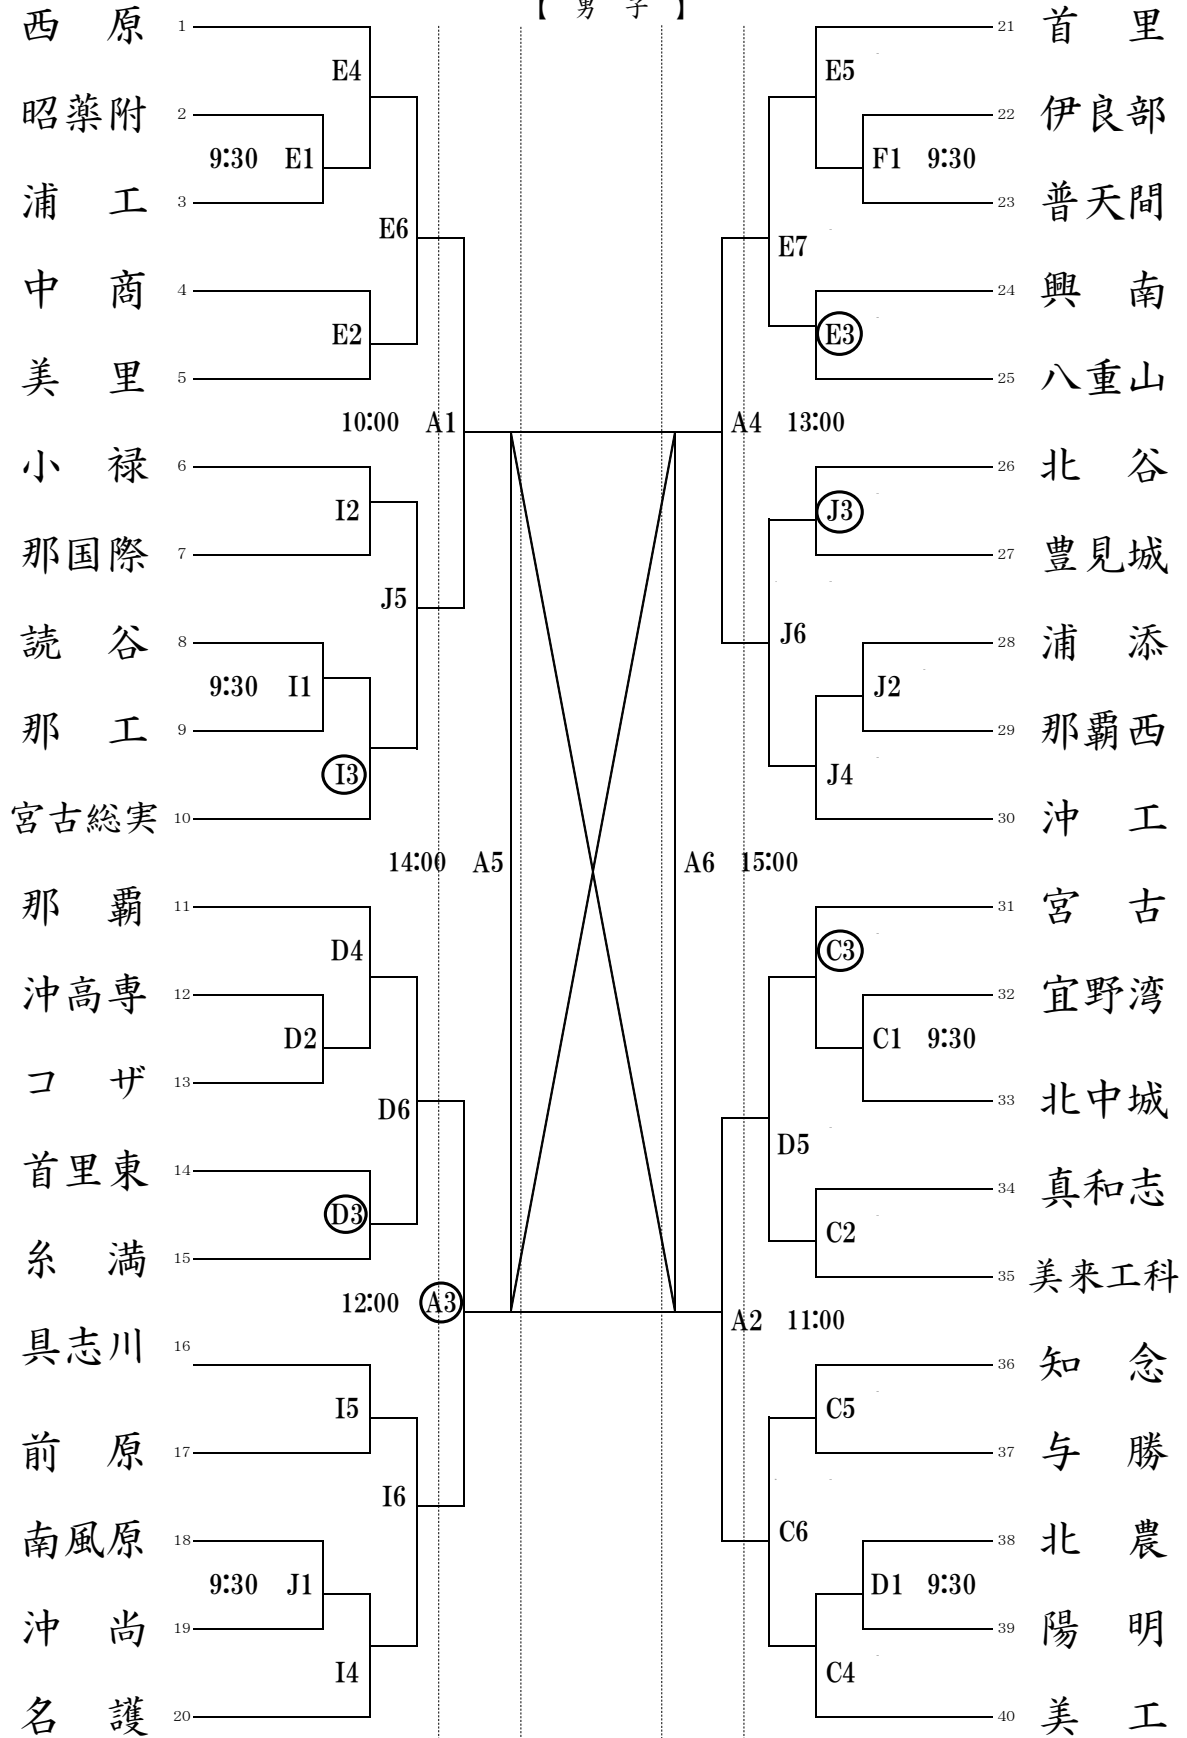 【 男 子 】
西 原 1
E4
昭薬附 2
9:30 E1
浦 工 3
E6
中 商 4
E2
美 里 5
10:00 A1
小 禄 6
I2
那国際 7
J5
読 谷 8
9:30 I1
那 工 9
I3
宮古総実 10
14:00 A5
那 覇 11
D4
沖高専 12
D2
コ ザ 13
D6
首里東 14
D3
糸 満 15
12:00 A3
具志川 16
I5
前 原 17
I6
南風原 18
9:30 J1
沖 尚 19
I4
名 護 20
21 首 里
E5
22 伊良部
F1 9:30
23 普天間
E7
24 興 南
E3
25 八重山
A4 13:00
26 北 谷
J3
27 豊見城
J6
28 浦 添
J2
29 那覇西
J4
30 沖 工
A6 15:00
31 宮 古
C3
32 宜野湾
C1 9:30
33 北中城
D5
34 真和志
C2
35 美来工科
A2 11:00
36 知 念
C5
37 与 勝
C6
38 北 農
D1 9:30
39 陽 明
C4
40 美 工